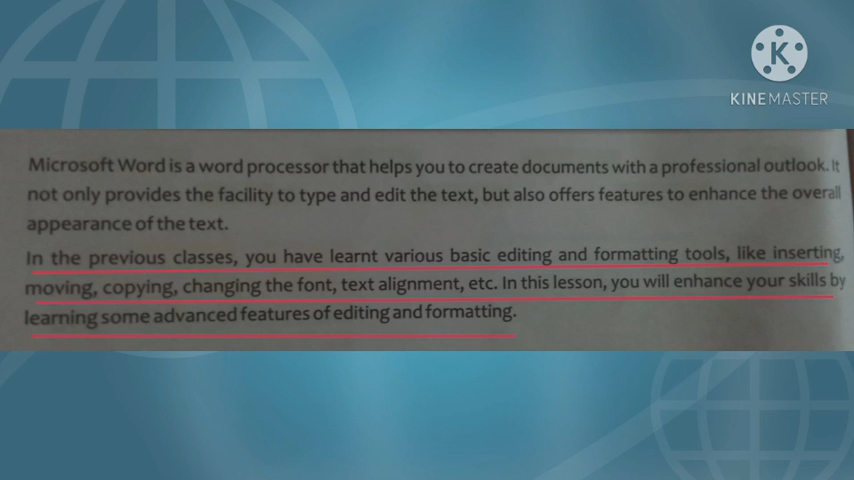 K
KINEMASTER
Microsoft Word is a word processor that helps you to create documents with a professional outlook. It
not only provides the facility to type and edit the text, but also offers features to enhance the overall
appearance of the text.
In the previous classes, you have learnt various basic editing and formatting tools, like inserting,
moving, copying, changing the font, text alignment, etc. In this lesson, you will enhance your skills by
learning some advanced features of editing and formatting.